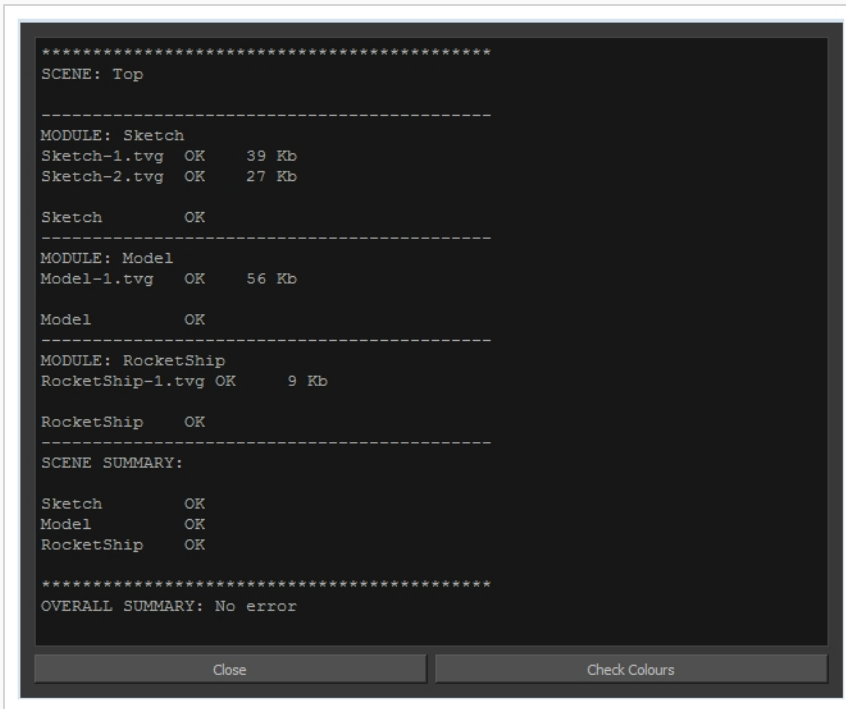 ********************************************
SCENE: Top
--------------------------------------------
MODULE: Sketch
Sketch-1.tvg  OK    39 Kb
Sketch-2.tvg  OK    27 Kb
Sketch        OK
--------------------------------------------
MODULE: Model
Model-1.tvg   OK    56 Kb
Model         OK
--------------------------------------------
MODULE: RocketShip
RocketShip-1.tvg OK     9 Kb
RocketShip    OK
--------------------------------------------
SCENE SUMMARY:
Sketch        OK
Model         OK
RocketShip    OK
********************************************
OVERALL SUMMARY: No error
Close
Check Colours